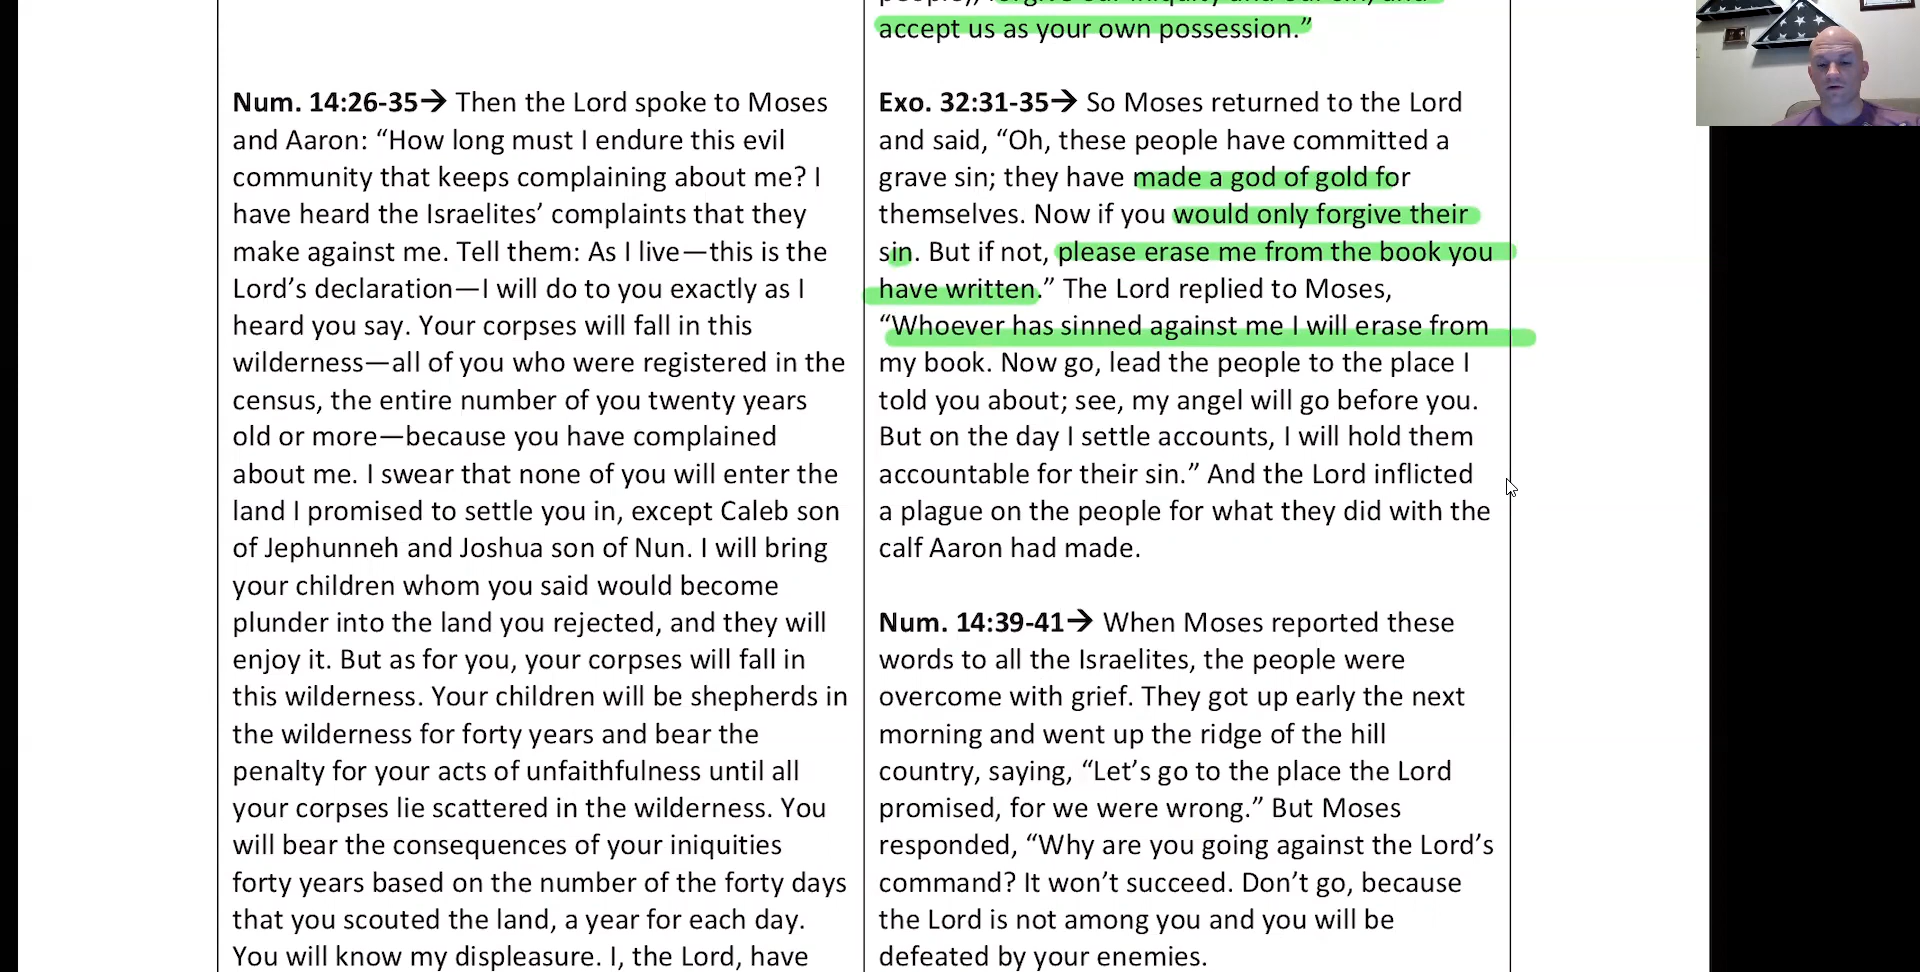 Num. 14:26-35→ Then the Lord spoke to Moses
and Aaron: “How long must I endure this evil
community that keeps complaining about me? I
have heard the Israelites’ complaints that they
make against me. Tell them: As I live—this is the
Lord’s declaration—I will do to you exactly as I
heard you say. Your corpses will fall in this
wilderness—all of you who were registered in the
census, the entire number of you twenty years
old or more—because you have complained
about me. I swear that none of you will enter the
land I promised to settle you in, except Caleb son
of Jephunneh and Joshua son of Nun. I will bring
your children whom you said would become
plunder into the land you rejected, and they will
enjoy it. But as for you, your corpses will fall in
this wilderness. Your children will be shepherds in
the wilderness for forty years and bear the
penalty for your acts of unfaithfulness until all
your corpses lie scattered in the wilderness. You
will bear the consequences of your iniquities
forty years based on the number of the forty days
that you scouted the land, a year for each day.
You will know my displeasure. I, the Lord, have
forgive our iniquity and our sin, and
accept us as your own possession.”
Exo. 32:31-35→ So Moses returned to the Lord
and said, “Oh, these people have committed a
grave sin; they have made a god of gold for
themselves. Now if you would only forgive their
sin. But if not, please erase me from the book you
have written.” The Lord replied to Moses,
“Whoever has sinned against me I will erase from
my book. Now go, lead the people to the place I
told you about; see, my angel will go before you.
But on the day I settle accounts, I will hold them
accountable for their sin.” And the Lord inflicted
a plague on the people for what they did with the
calf Aaron had made.
Num. 14:39-41→ When Moses reported these
words to all the Israelites, the people were
overcome with grief. They got up early the next
morning and went up the ridge of the hill
country, saying, “Let’s go to the place the Lord
promised, for we were wrong.” But Moses
responded, “Why are you going against the Lord’s
command? It won’t succeed. Don’t go, because
the Lord is not among you and you will be
defeated by your enemies.